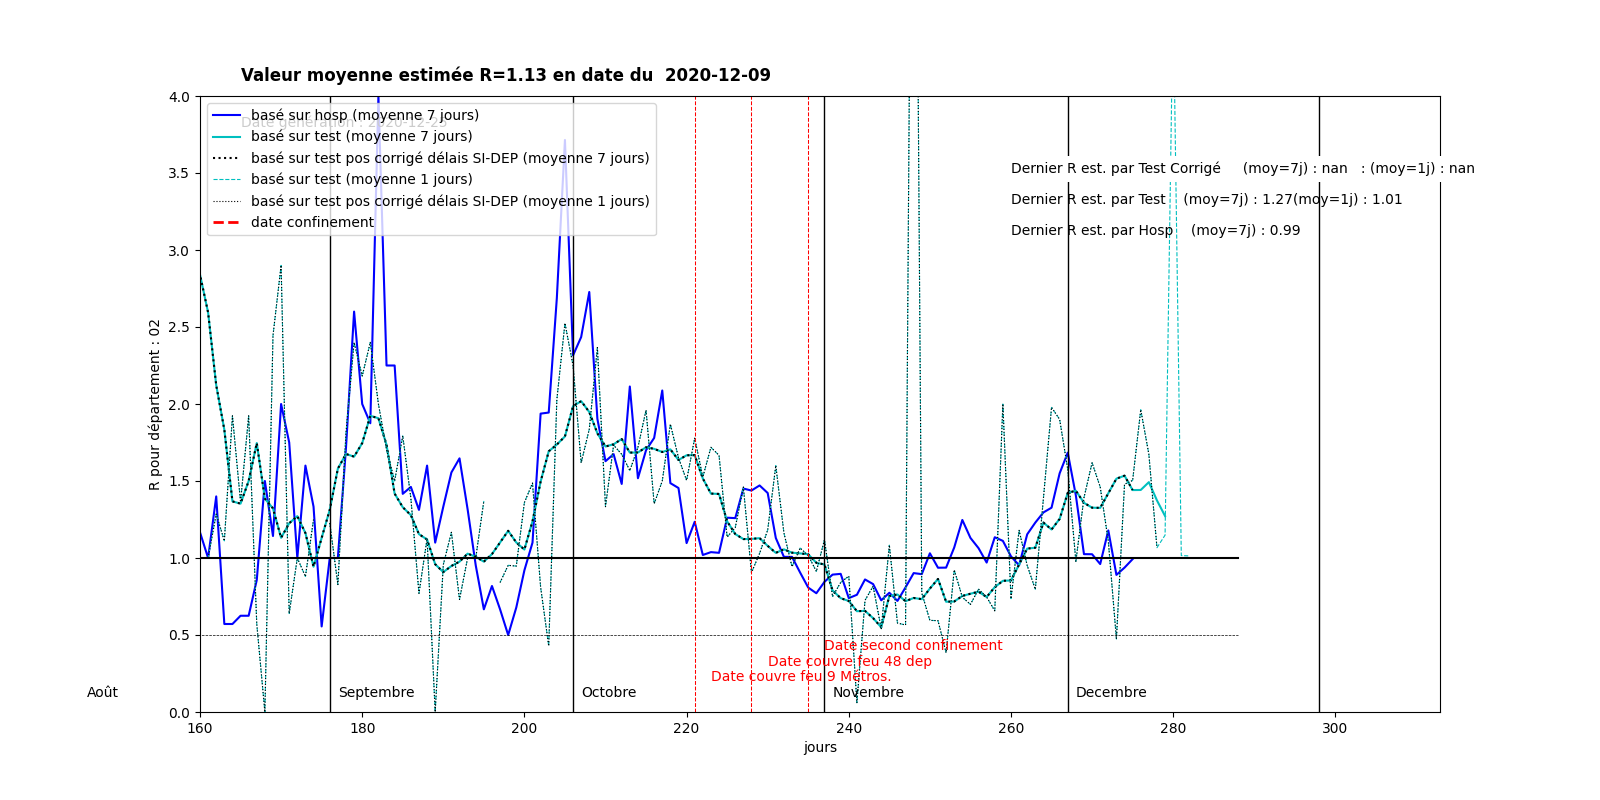 Valeur moyenne estimée R=1.13 en date du  2020-12-09
Date génération : 2020-12-25
basé sur hosp (moyenne 7 jours)
basé sur test (moyenne 7 jours)
basé sur test pos corrigé délais SI-DEP (moyenne 7 jours)
basé sur test (moyenne 1 jours)
basé sur test pos corrigé délais SI-DEP (moyenne 1 jours)
date confinement
Dernier R est. par Test Corrigé     (moy=7j) : nan   : (moy=1j) : nan
Dernier R est. par Test    (moy=7j) : 1.27(moy=1j) : 1.01
Dernier R est. par Hosp    (moy=7j) : 0.99
4.0
3.5
3.0
2.5
2.0
1.5
1.0
0.5
0.0
R pour département : 02
Date second confinement
Date couvre feu 48 dep
Date couvre feu 9 Métros.
Août
Septembre
Octobre
Novembre
Decembre
160
180
200
220
240
260
280
300
jours